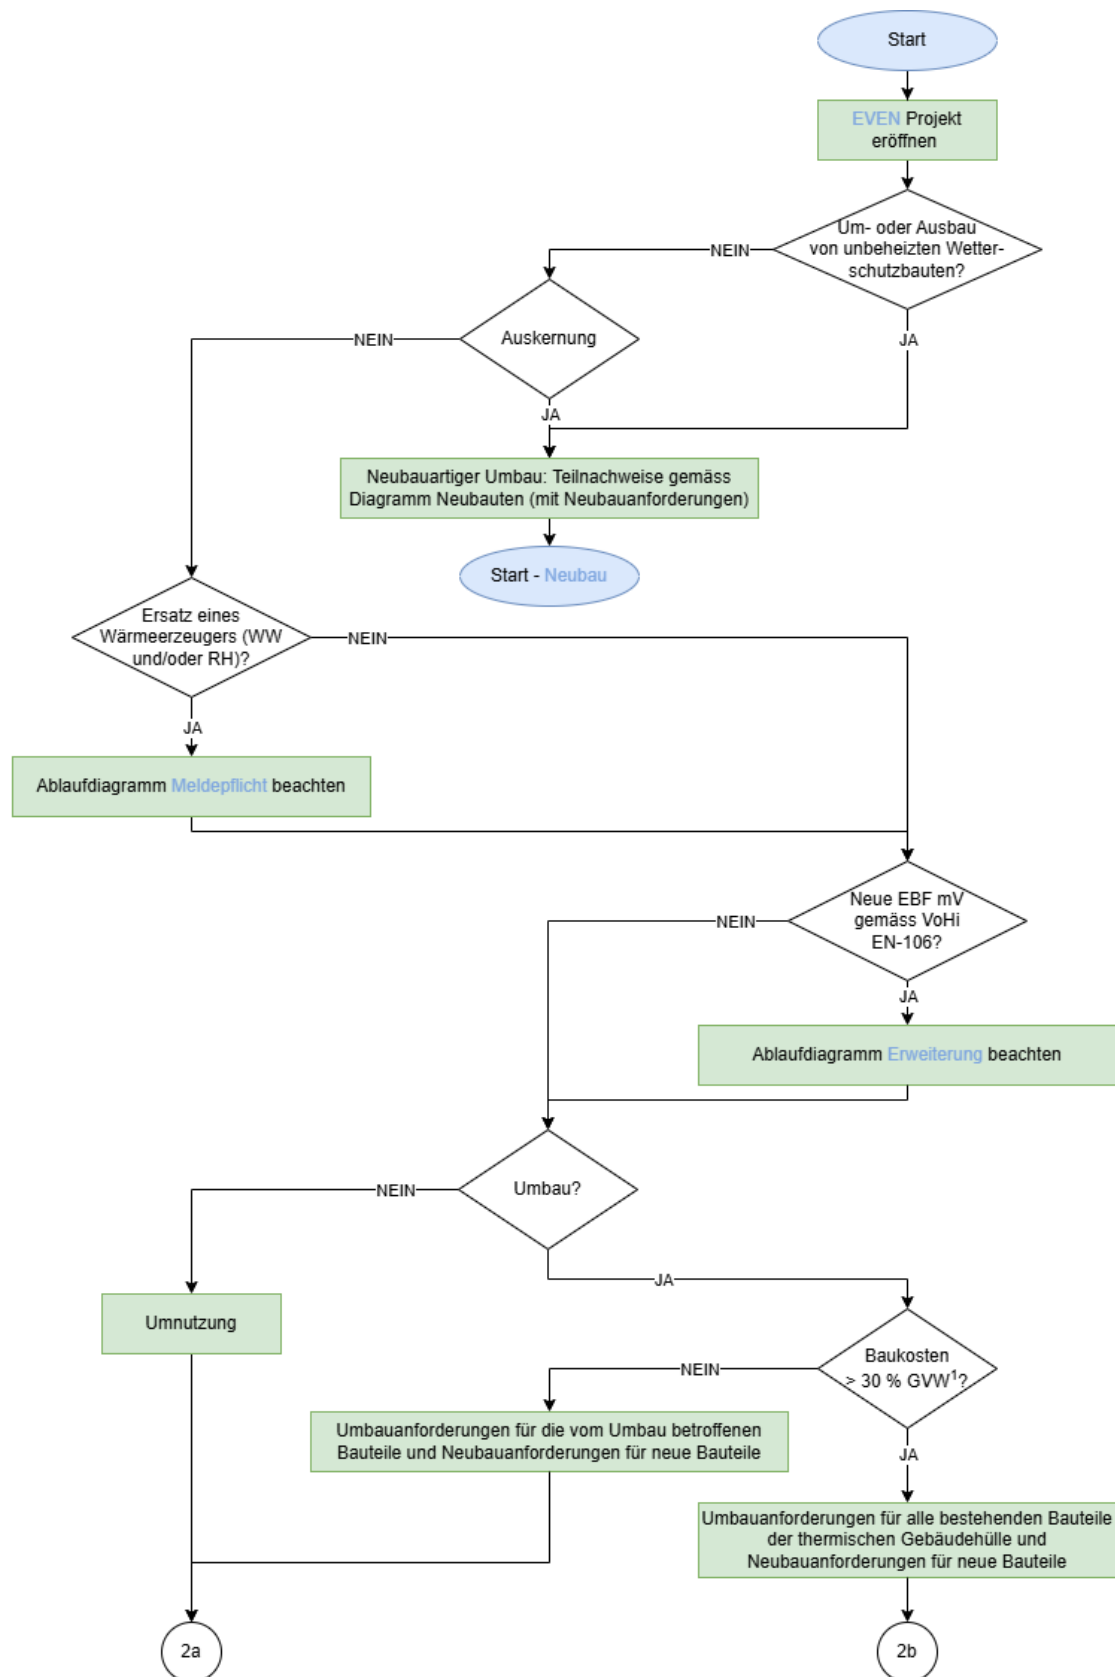 Start
EVEN Projekt
eröffnen
Um- oder Ausbau
von unbeheizten Wetter-
schutzbauten?
NEIN
JA
Auskernung
NEIN
JA
Neubauartiger Umbau: Teilnachweise gemäss
Diagramm Neubauten (mit Neubauanforderungen)
Start - Neubau
Ersatz eines
Wärmeerzeugers (WW
und/oder RH)?
NEIN
JA
Ablaufdiagramm Meldepflicht beachten
Neue EBF mV
gemäss VoHi
EN-106?
NEIN
JA
Ablaufdiagramm Erweiterung beachten
Umbau?
NEIN
JA
Umnutzung
Baukosten
> 30 % GVW¹?
NEIN
JA
Umbauanforderungen für die vom Umbau betroffenen
Bauteile und Neubauanforderungen für neue Bauteile
Umbauanforderungen für alle bestehenden Bauteile
der thermischen Gebäudehülle und
Neubauanforderungen für neue Bauteile
2a
2b